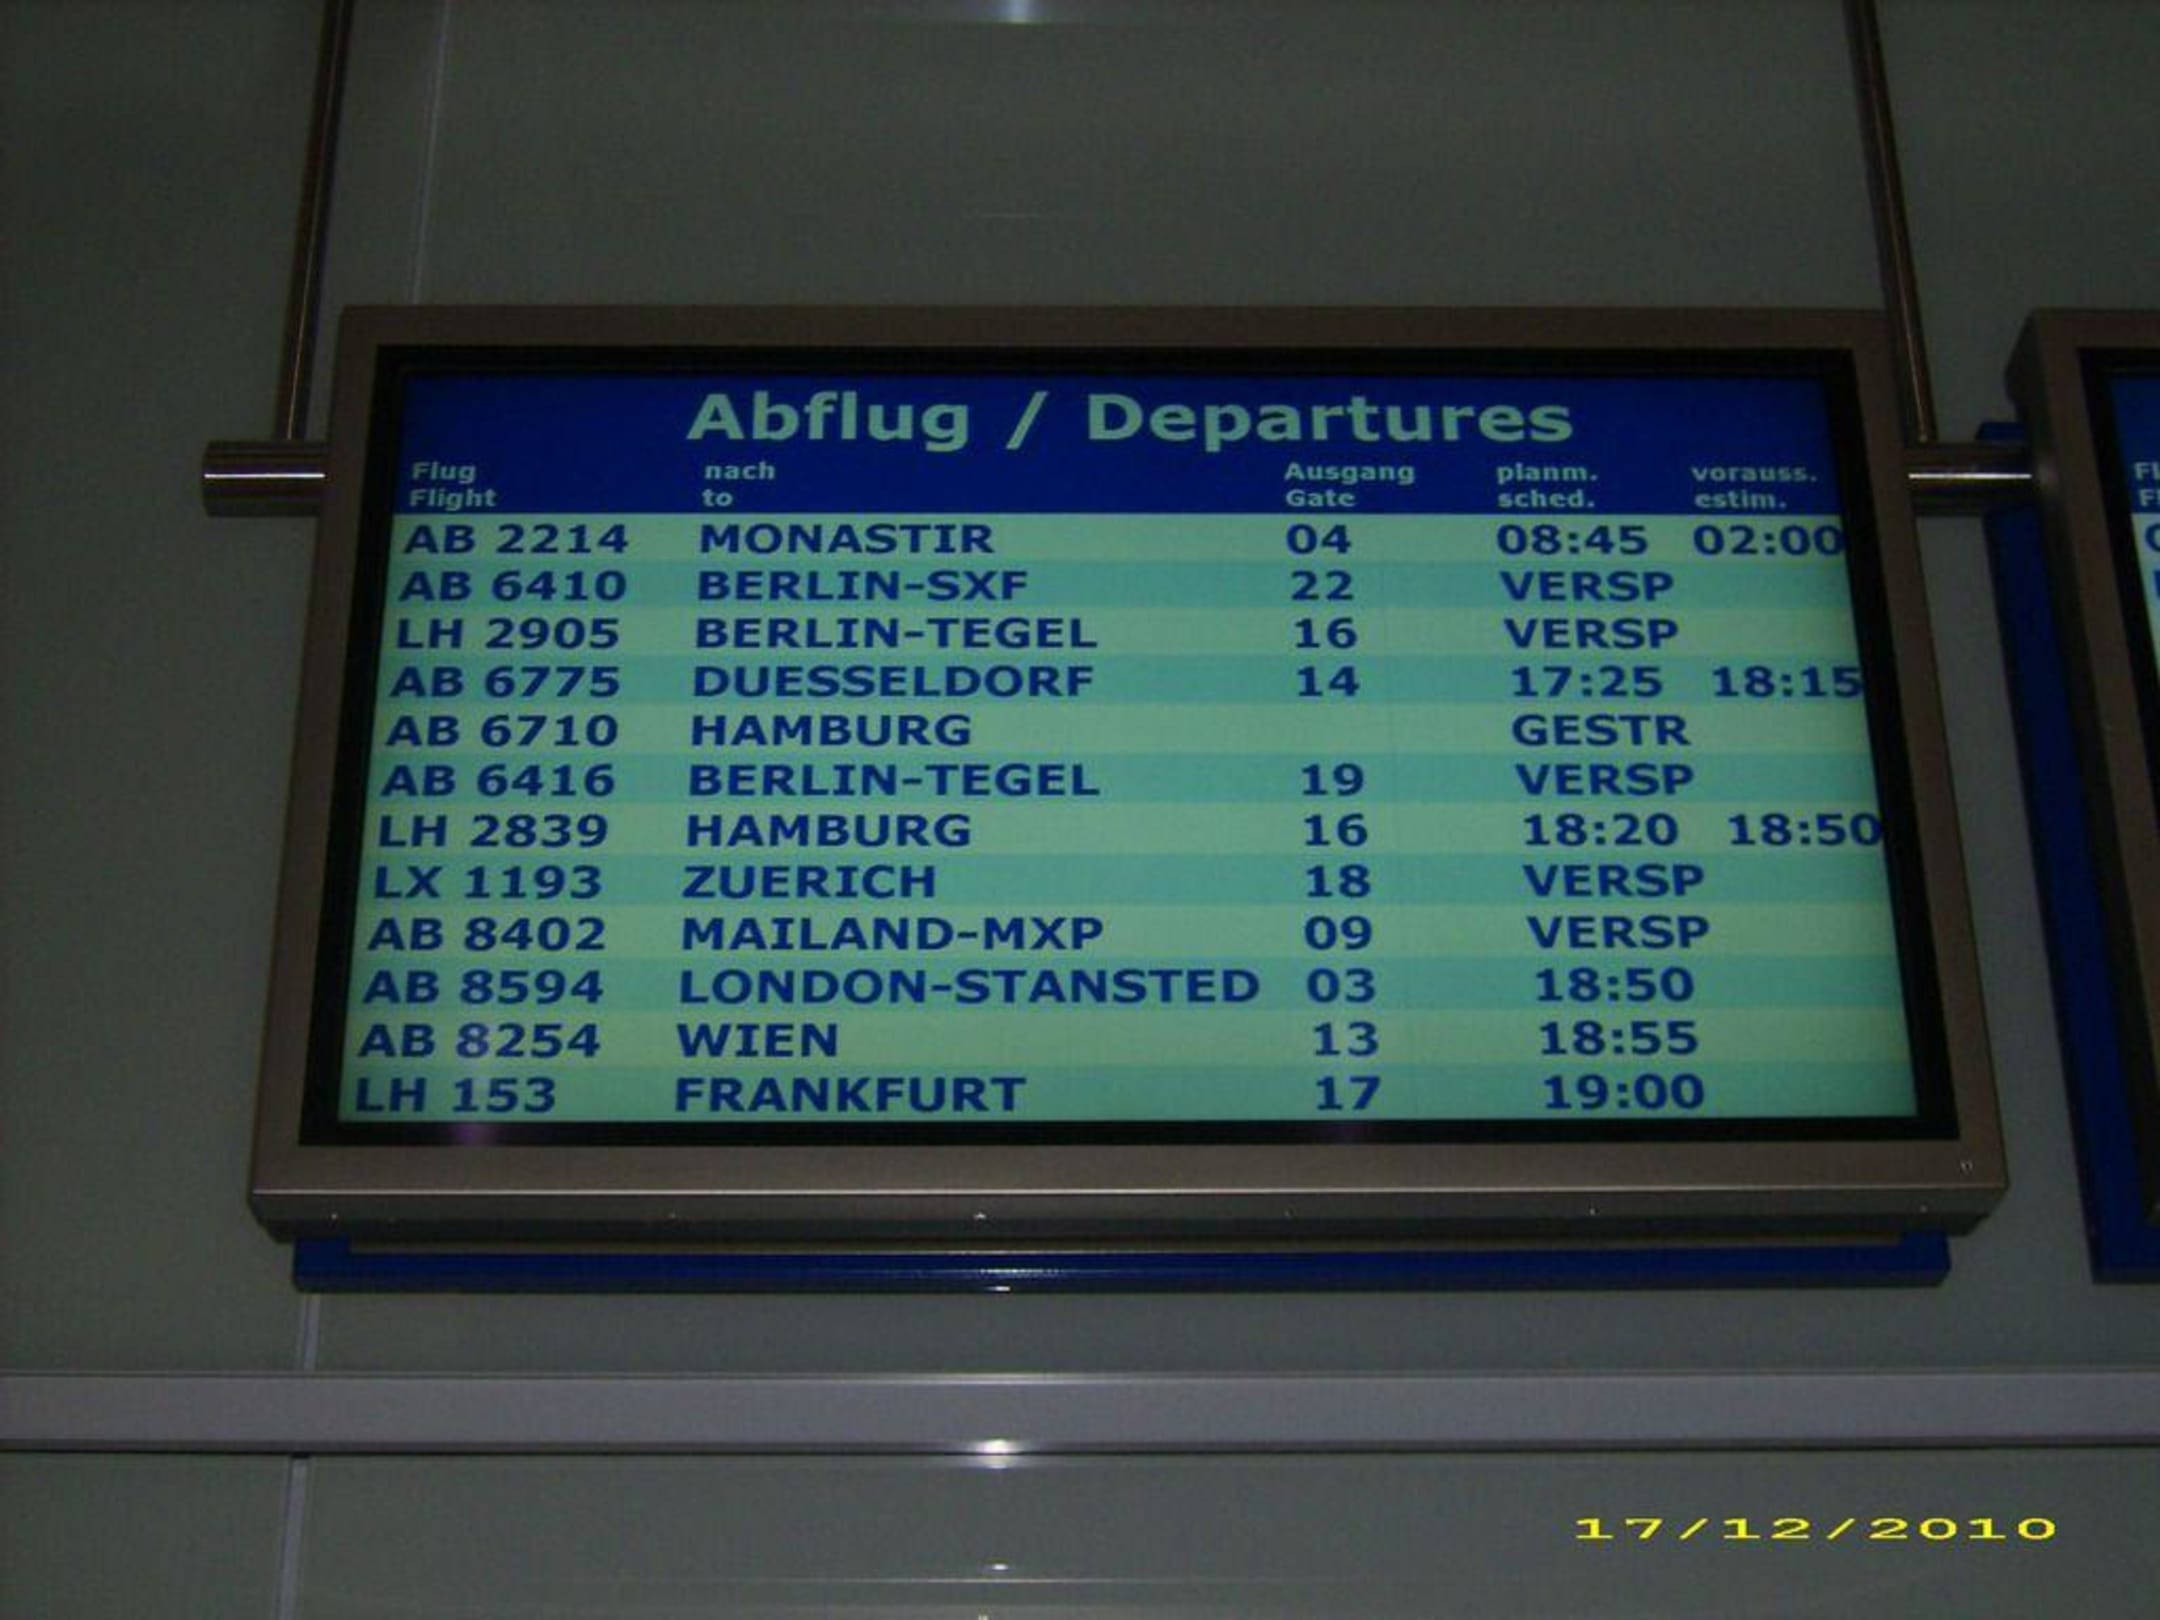 Abflug / Departures
Flug nach Ausgang planm. vorauss.
Flight to Gate sched. estim.
AB 2214 MONASTIR 04 08:45 02:00
AB 6410 BERLIN-SXF 22 VERSP
LH 2905 BERLIN-TEGEL 16 VERSP
AB 6775 DUESSELDORF 14 17:25 18:15
AB 6710 HAMBURG GESTR
AB 6416 BERLIN-TEGEL 19 VERSP
LH 2839 HAMBURG 16 18:20 18:50
LX 1193 ZUERICH 18 VERSP
AB 8402 MAILAND-MXP 09 VERSP
AB 8594 LONDON-STANSTED 03 18:50
AB 8254 WIEN 13 18:55
LH 153 FRANKFURT 17 19:00
17/12/2010